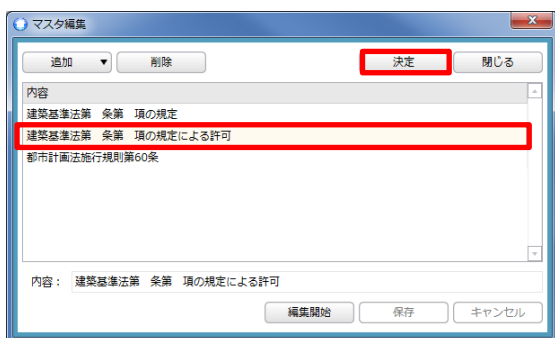 マスタ編集
追加 ▼ 削除 決定 閉じる
内容
建築基準法第　条第　項の規定
建築基準法第　条第　項の規定による許可
都市計画法施行規則第60条
内容： 建築基準法第　条第　項の規定による許可
編集開始 保存 キャンセル